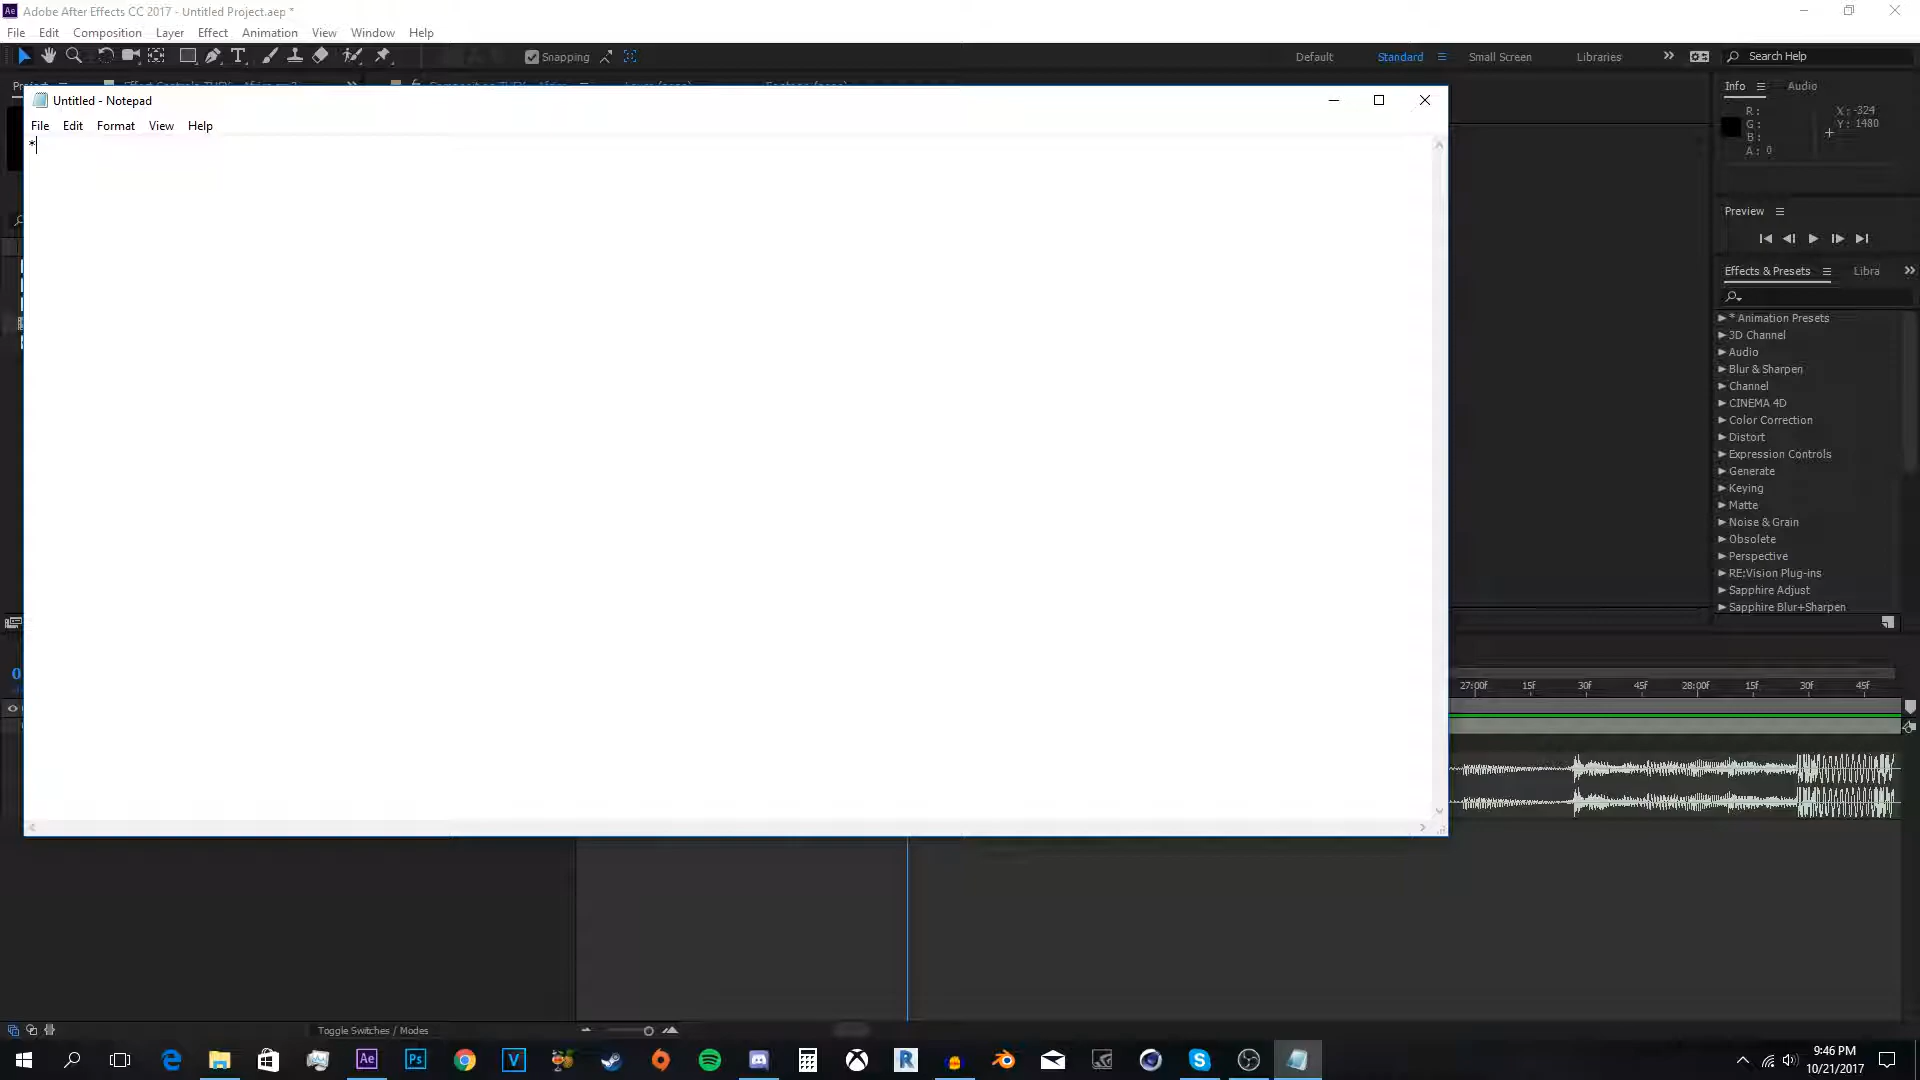 Adobe After Effects CC 2017 - Untitled Project.aep *
File Edit Composition Layer Effect Animation View Window Help
Snapping
Default Standard Small Screen Libraries Search Help
Untitled - Notepad
File Edit Format View Help
*
Info Audio
R: X: -324
G: Y: 1480
B:
A: 0
Preview
Effects & Presets Libra
* Animation Presets
3D Channel
Audio
Blur & Sharpen
Channel
CINEMA 4D
Color Correction
Distort
Expression Controls
Generate
Keying
Matte
Noise & Grain
Obsolete
Perspective
RE:Vision Plug-ins
Sapphire Adjust
Sapphire Blur+Sharpen
27:00f 15f 30f 45f 28:00f 15f 30f 45f
Toggle Switches / Modes
9:46 PM
10/21/2017